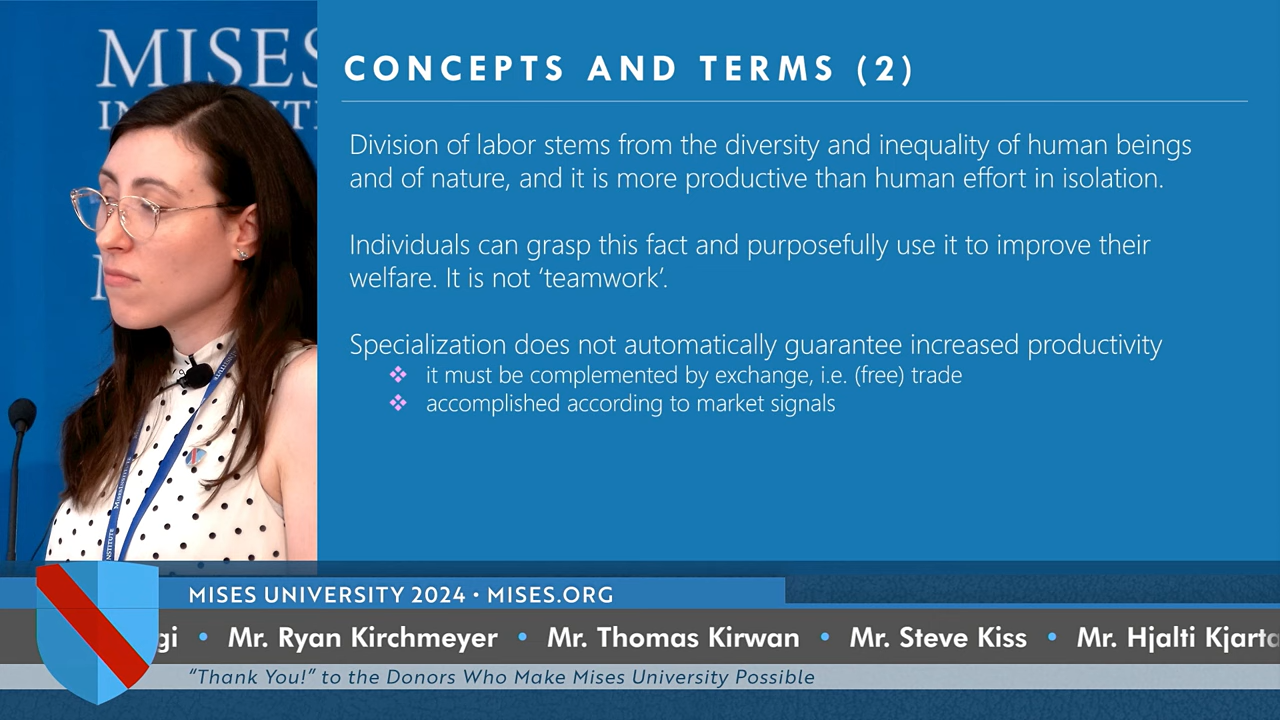 MISES
CONCEPTS AND TERMS (2)
Division of labor stems from the diversity and inequality of human beings
and of nature, and it is more productive than human effort in isolation.
Individuals can grasp this fact and purposefully use it to improve their
welfare. It is not ‘teamwork’.
Specialization does not automatically guarantee increased productivity
❖ it must be complemented by exchange, i.e. (free) trade
❖ accomplished according to market signals
MISES UNIVERSITY 2024 • MISES.ORG
gi • Mr. Ryan Kirchmeyer • Mr. Thomas Kirwan • Mr. Steve Kiss • Mr. Hjalti Kjarta
“Thank You!” to the Donors Who Make Mises University Possible